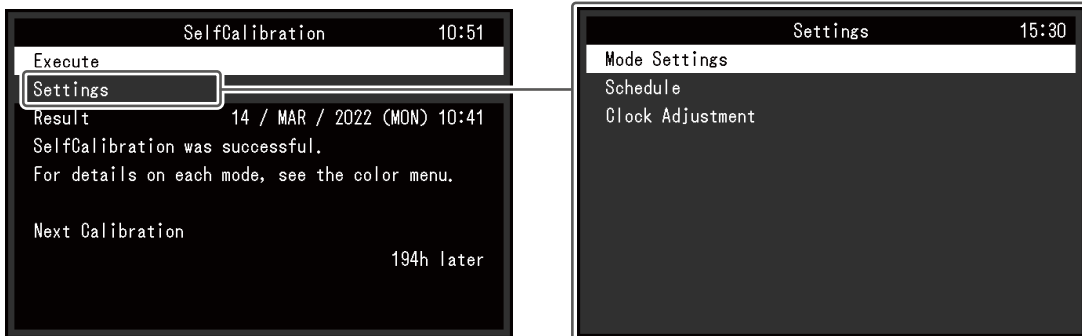 SelfCalibration 10:51
Execute
Settings
Result 14 / MAR / 2022 (MON) 10:41
SelfCalibration was successful.
For details on each mode, see the color menu.
Next Calibration
194h later
Settings 15:30
Mode Settings
Schedule
Clock Adjustment